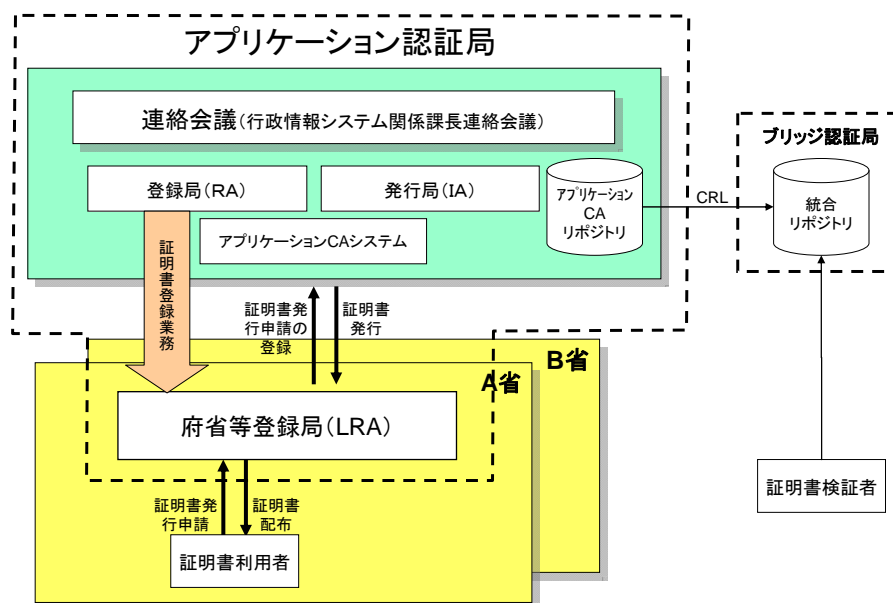 アプリケーション認証局
連絡会議(行政情報システム関係課長連絡会議)
登録局(RA)
発行局(IA)
アプリケーション
CA
リポジトリ
アプリケーションCAシステム
CRL
ブリッジ認証局
統合
リポジトリ
証明書登録業務
証明書発
行申請の
登録
証明書
発行
B省
A省
府省等登録局(LRA)
証明書発
行申請
証明書
配布
証明書利用者
証明書検証者